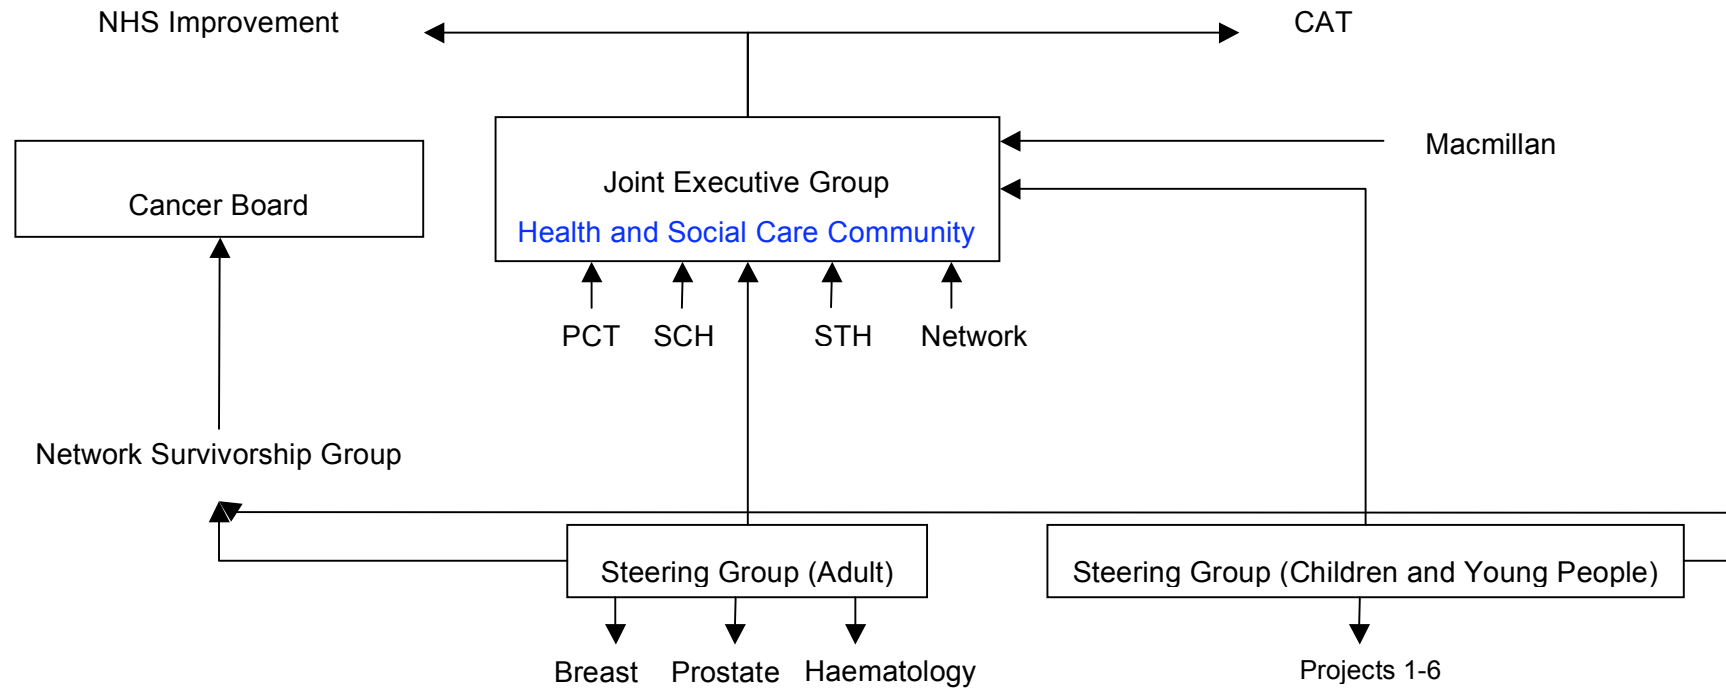 NHS Improvement
CAT
Macmillan
Cancer Board
Joint Executive Group
Health and Social Care Community
PCT
SCH
STH
Network
Network Survivorship Group
Steering Group (Adult)
Steering Group (Children and Young People)
Breast
Prostate
Haematology
Projects 1-6